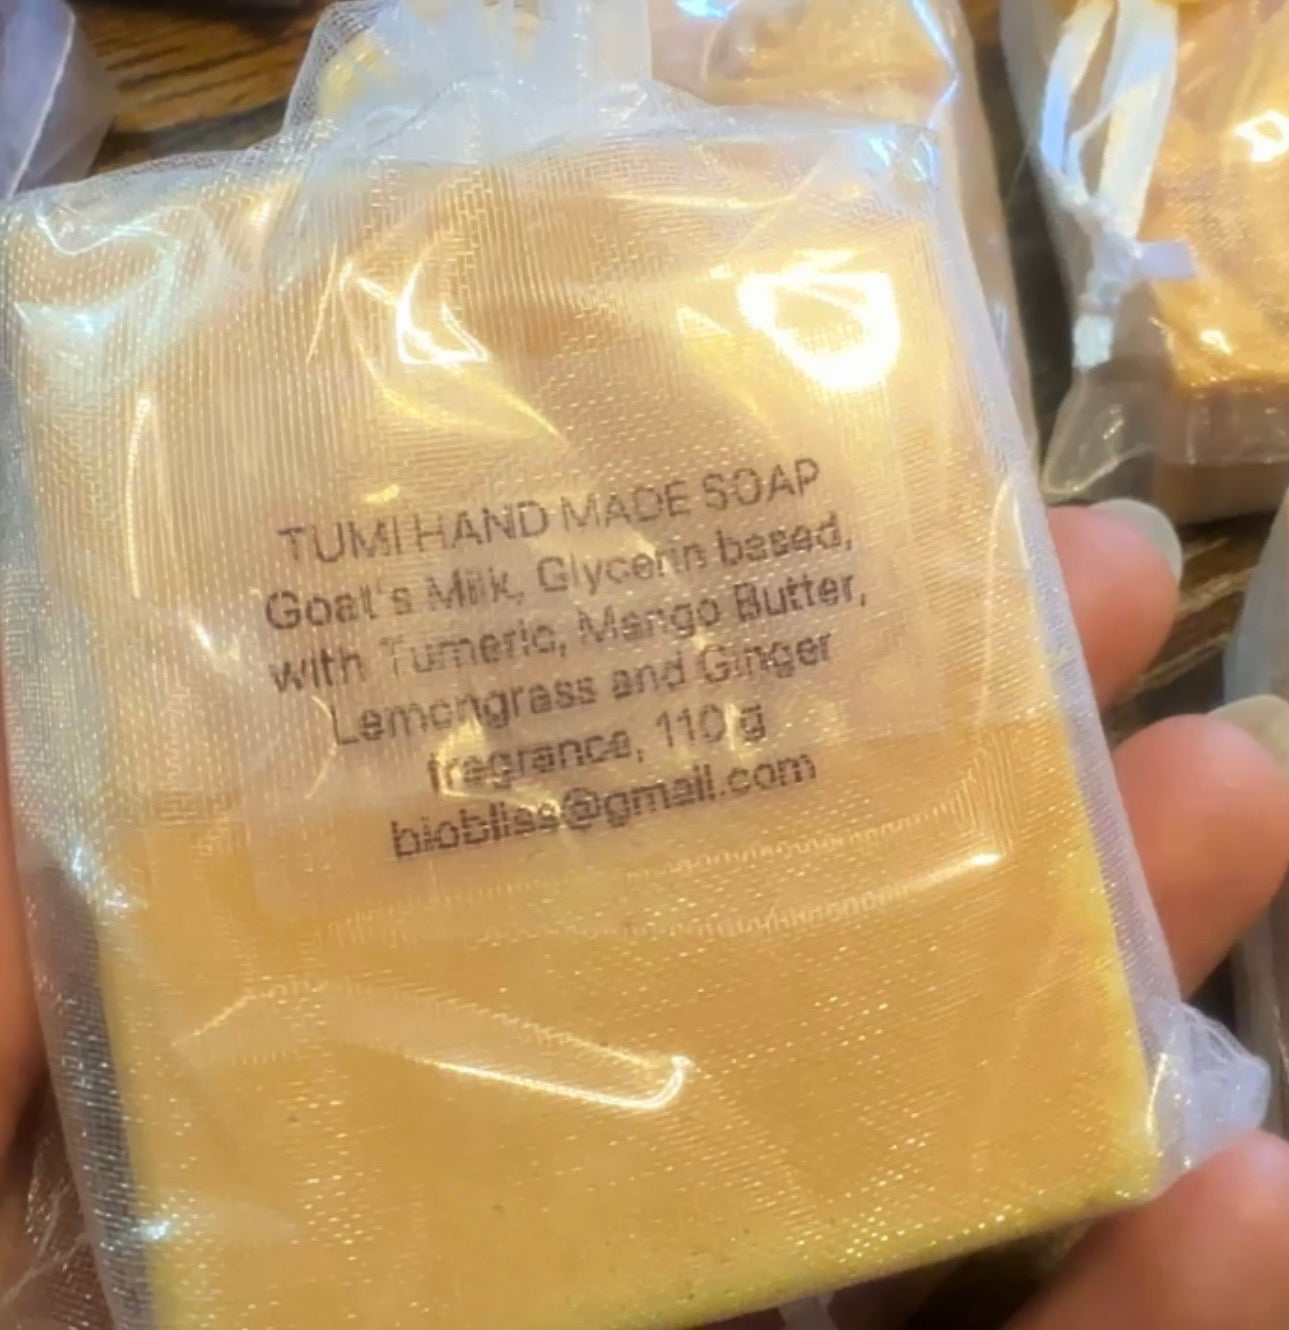 TUMI HAND MADE SOAP
Goat's Milk, Glycerin based,
with Tumeric, Mango Butter,
Lemongrass and Ginger
fragrance, 110 g
biobliss@gmail.com